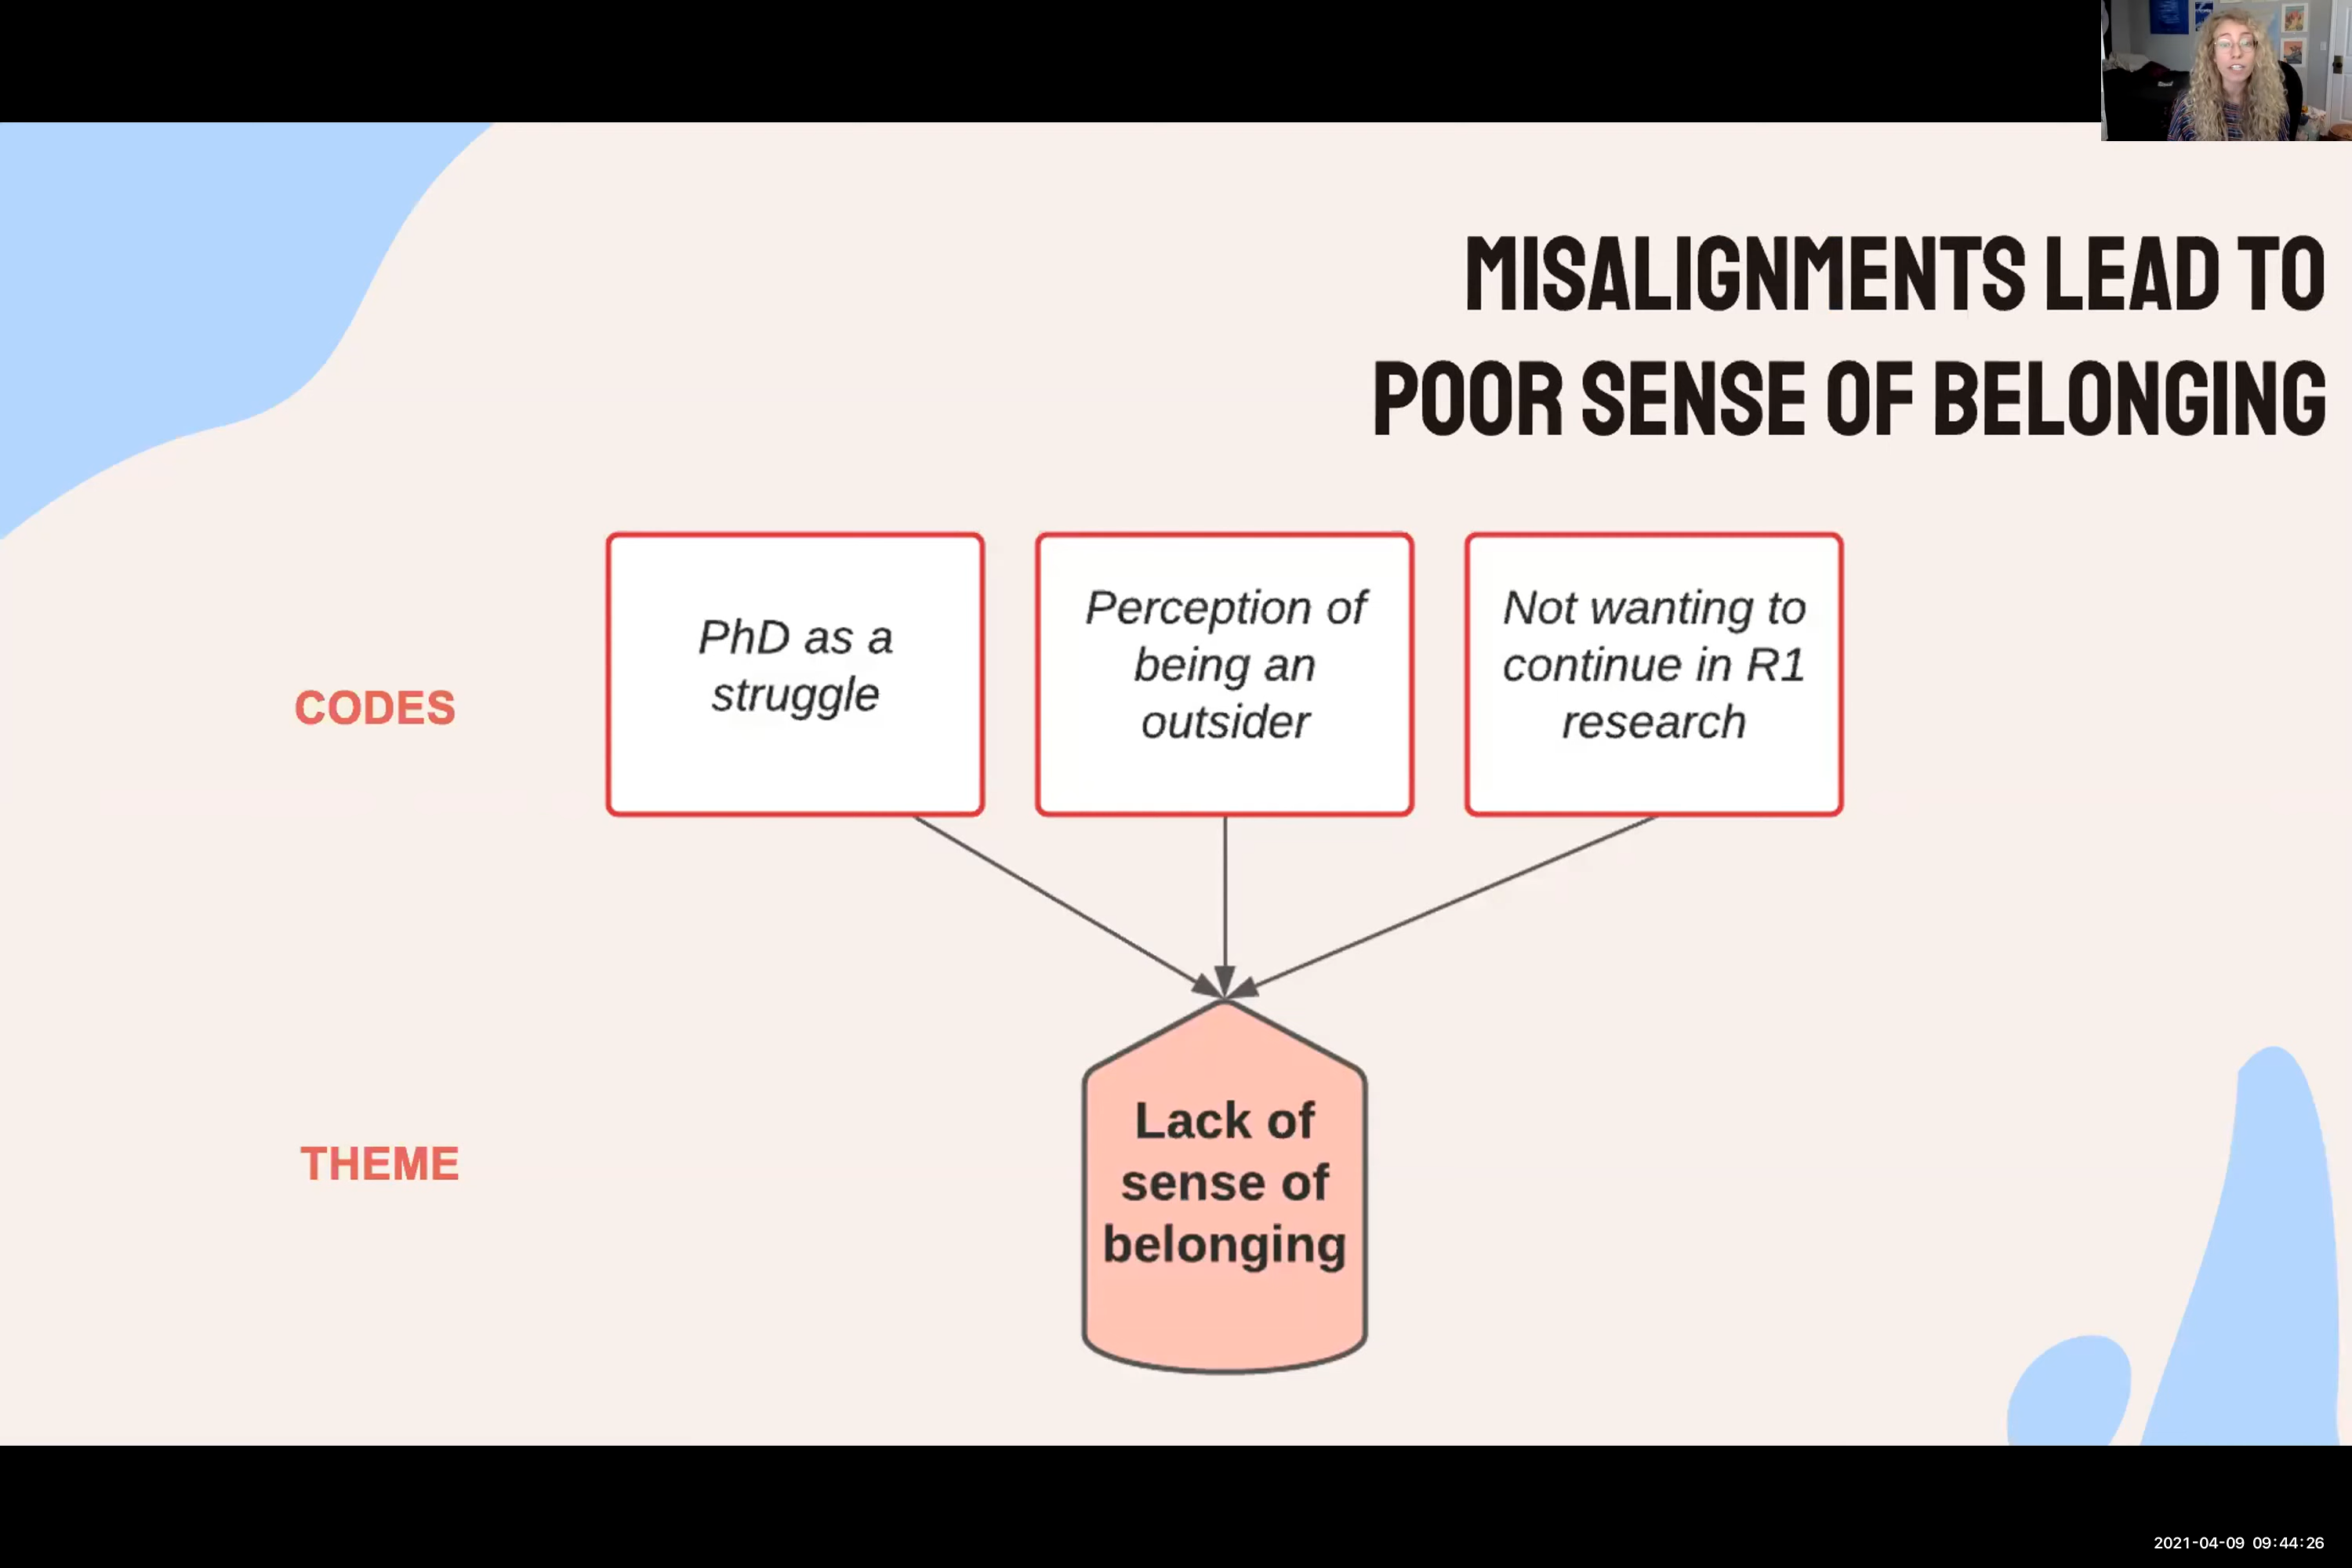 MISALIGNMENTS LEAD TO
POOR SENSE OF BELONGING
CODES
PhD as a
struggle
Perception of
being an
outsider
Not wanting to
continue in R1
research
THEME
Lack of
sense of
belonging
2021-04-09 09:44:26